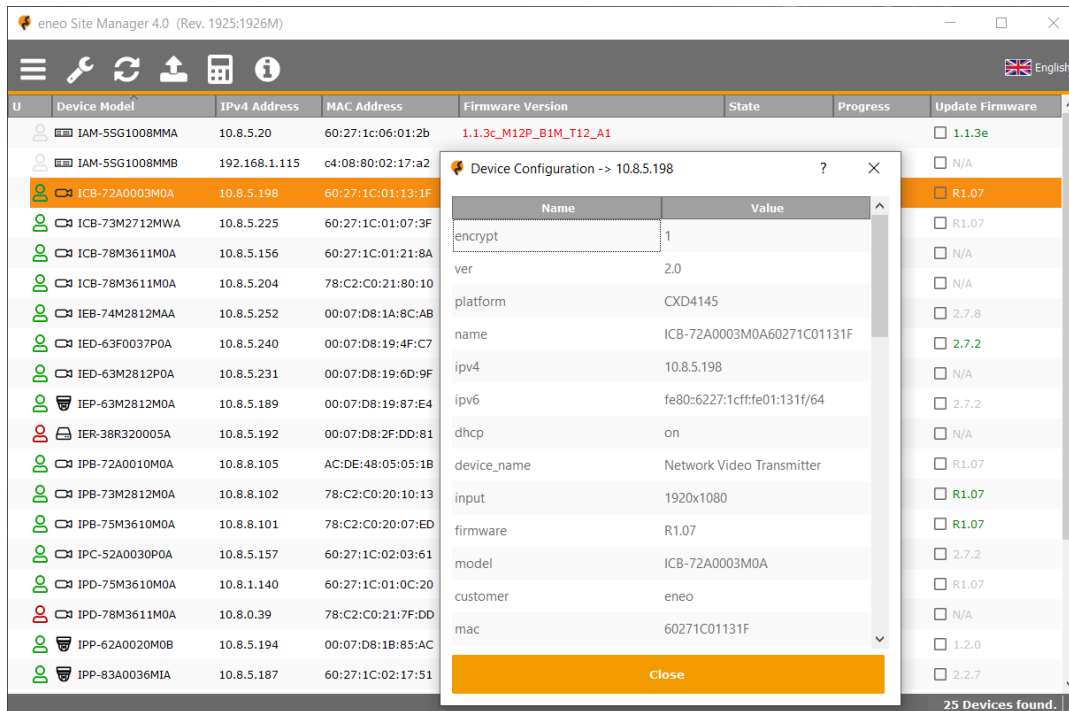 eneo Site Manager 4.0 (Rev. 1925:1926M)
English
U Device Model IPv4 Address MAC Address Firmware Version State Progress Update Firmware
IAM-5SG1008MMA 10.8.5.20 60:27:1c:06:01:2b 1.1.3c_M12P_B1M_T12_A1 1.1.3e
IAM-5SG1008MMB 192.168.1.115 c4:08:80:02:17:a2 N/A
ICB-72A0003M0A 10.8.5.198 60:27:1C:01:13:1F R1.07
ICB-73M2712MWA 10.8.5.225 60:27:1C:01:07:3F R1.07
ICB-78M3611M0A 10.8.5.156 60:27:1C:01:21:8A N/A
ICB-78M3611M0A 10.8.5.204 78:C2:C0:21:80:10 N/A
IEB-74M2812MAA 10.8.5.252 00:07:D8:1A:8C:AB 2.7.8
IED-63F0037P0A 10.8.5.240 00:07:D8:19:4F:C7 2.7.2
IED-63M2812P0A 10.8.5.231 00:07:D8:19:6D:9F N/A
IEP-63M2812M0A 10.8.5.189 00:07:D8:19:87:E4 2.7.2
IER-38R320005A 10.8.5.192 00:07:D8:2F:DD:81 N/A
IPB-72A0010M0A 10.8.8.105 AC:DE:48:05:05:1B R1.07
IPB-73M2812M0A 10.8.8.102 78:C2:C0:20:10:13 R1.07
IPB-75M3610M0A 10.8.8.101 78:C2:C0:20:07:ED R1.07
IPC-52A0030P0A 10.8.5.157 60:27:1C:02:03:61 2.7.2
IPD-75M3610M0A 10.8.1.140 60:27:1C:01:0C:20 R1.07
IPD-78M3611M0A 10.8.0.39 78:C2:C0:21:7F:DD N/A
IPP-62A0020M0B 10.8.5.194 00:07:D8:1B:85:AC 1.2.0
IPP-83A0036MIA 10.8.5.187 60:27:1C:02:17:51 2.2.7
Device Configuration -> 10.8.5.198 ?
Name Value
encrypt 1
ver 2.0
platform CXD4145
name ICB-72A0003M0A60271C01131F
ipv4 10.8.5.198
ipv6 fe80::6227:1cff:fe01:131f/64
dhcp on
device_name Network Video Transmitter
input 1920x1080
firmware R1.07
model ICB-72A0003M0A
customer eneo
mac 60271C01131F
Close
25 Devices found.